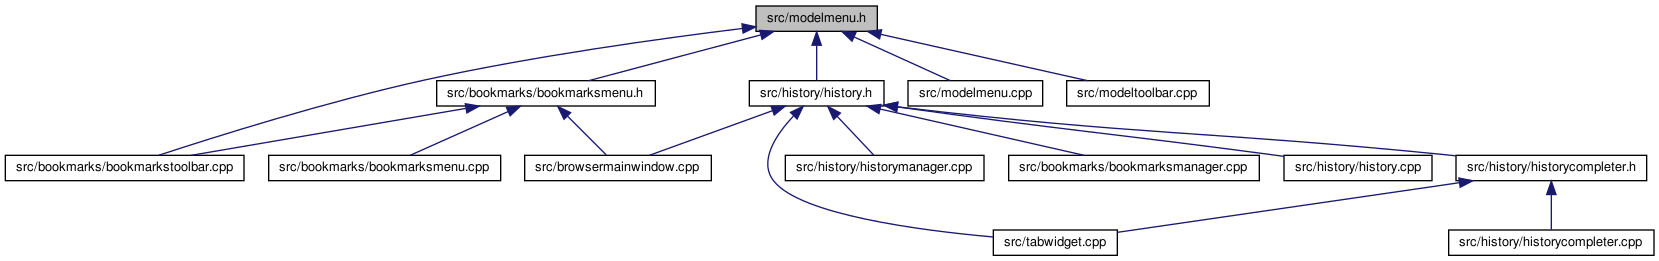 src/modelmenu.h
src/bookmarks/bookmarksmenu.h
src/history/history.h
src/modelmenu.cpp
src/modeltoolbar.cpp
src/bookmarks/bookmarkstoolbar.cpp
src/bookmarks/bookmarksmenu.cpp
src/browsermainwindow.cpp
src/history/historymanager.cpp
src/bookmarks/bookmarksmanager.cpp
src/history/history.cpp
src/history/historycompleter.h
src/tabwidget.cpp
src/history/historycompleter.cpp